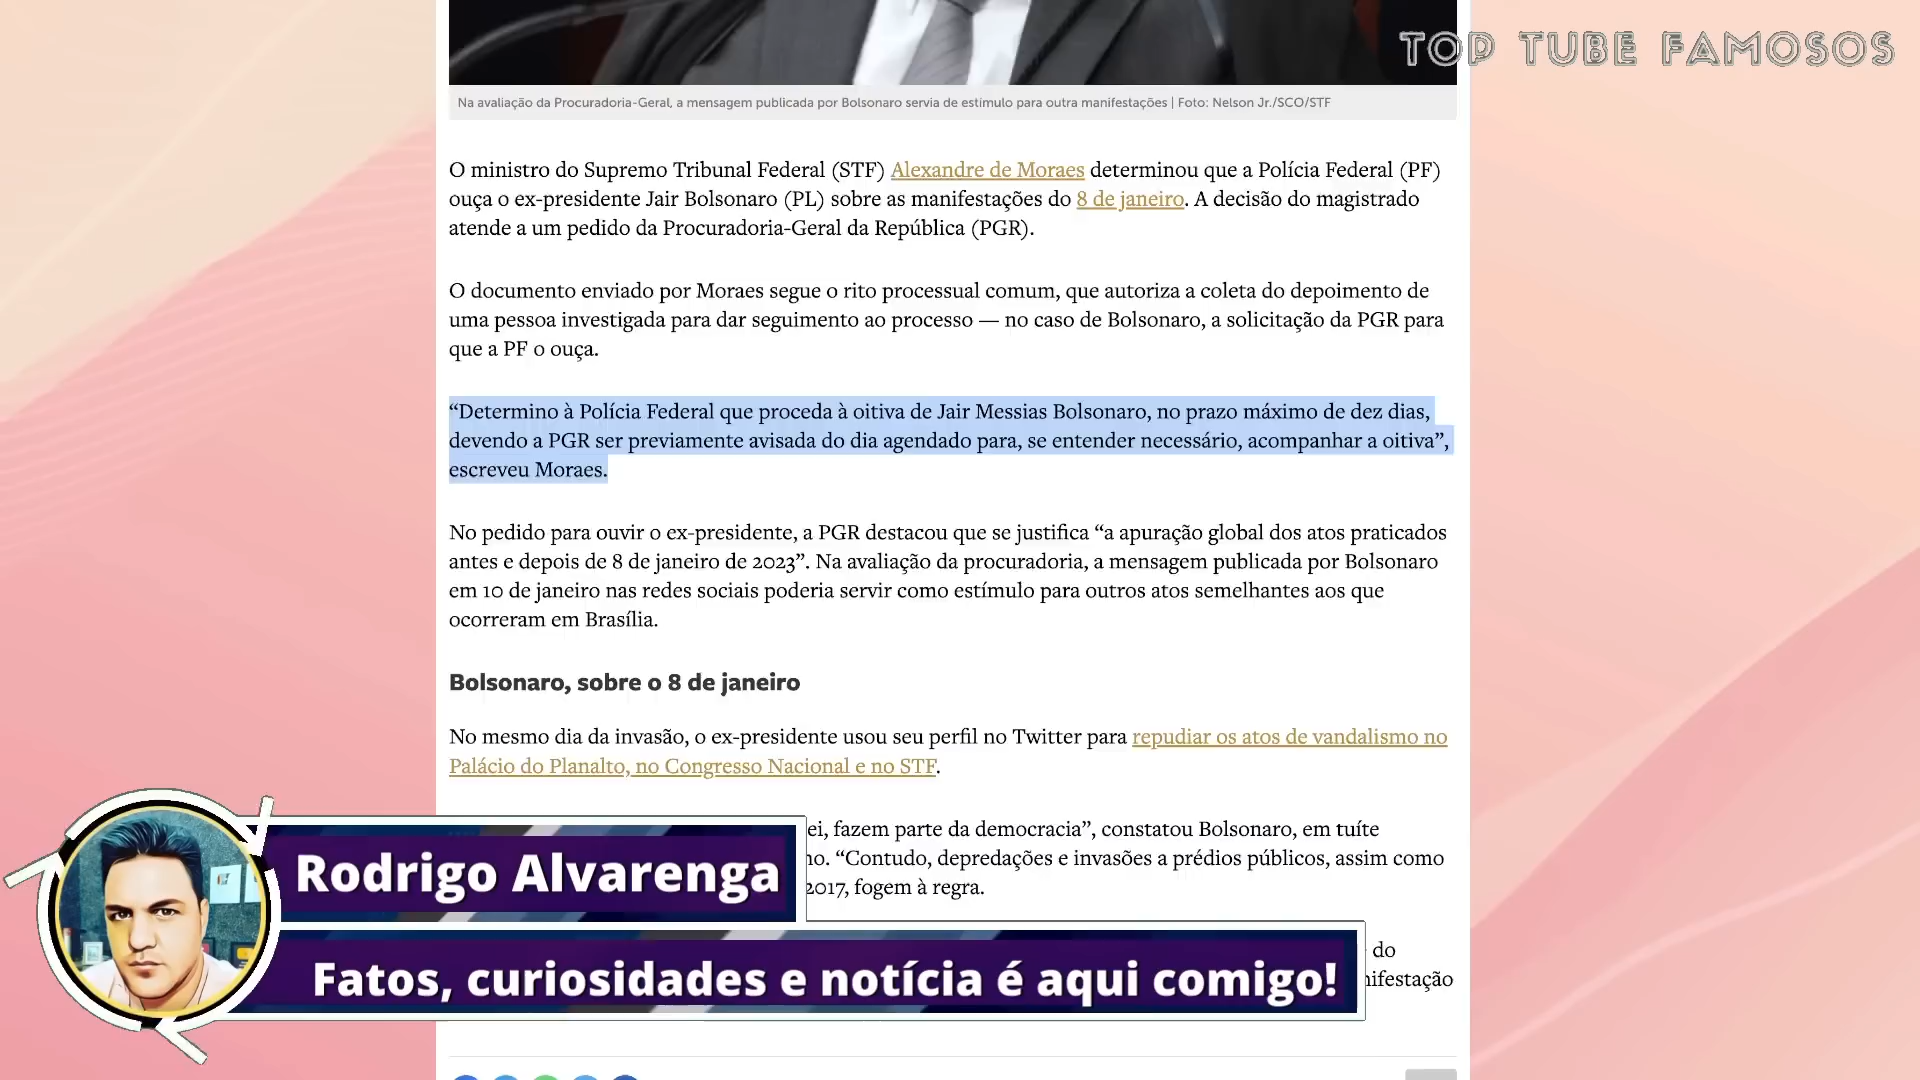 TOP TUBE FAMOSOS
Na avaliação da Procuradoria-Geral, a mensagem publicada por Bolsonaro servia de estímulo para outra manifestações | Foto: Nelson Jr./SCO/STF
O ministro do Supremo Tribunal Federal (STF) Alexandre de Moraes determinou que a Polícia Federal (PF)
ouça o ex-presidente Jair Bolsonaro (PL) sobre as manifestações do 8 de janeiro. A decisão do magistrado
atende a um pedido da Procuradoria-Geral da República (PGR).
O documento enviado por Moraes segue o rito processual comum, que autoriza a coleta do depoimento de
uma pessoa investigada para dar seguimento ao processo — no caso de Bolsonaro, a solicitação da PGR para
que a PF o ouça.
“Determino à Polícia Federal que proceda à oitiva de Jair Messias Bolsonaro, no prazo máximo de dez dias,
devendo a PGR ser previamente avisada do dia agendado para, se entender necessário, acompanhar a oitiva”,
escreveu Moraes.
No pedido para ouvir o ex-presidente, a PGR destacou que se justifica “a apuração global dos atos praticados
antes e depois de 8 de janeiro de 2023”. Na avaliação da procuradoria, a mensagem publicada por Bolsonaro
em 10 de janeiro nas redes sociais poderia servir como estímulo para outros atos semelhantes aos que
ocorreram em Brasília.
Bolsonaro, sobre o 8 de janeiro
No mesmo dia da invasão, o ex-presidente usou seu perfil no Twitter para repudiar os atos de vandalismo no
Palácio do Planalto, no Congresso Nacional e no STF.
ei, fazem parte da democracia”, constatou Bolsonaro, em tuíte
no. “Contudo, depredações e invasões a prédios públicos, assim como
2017, fogem à regra.
do
nifestação
Rodrigo Alvarenga
Fatos, curiosidades e notícia é aqui comigo!